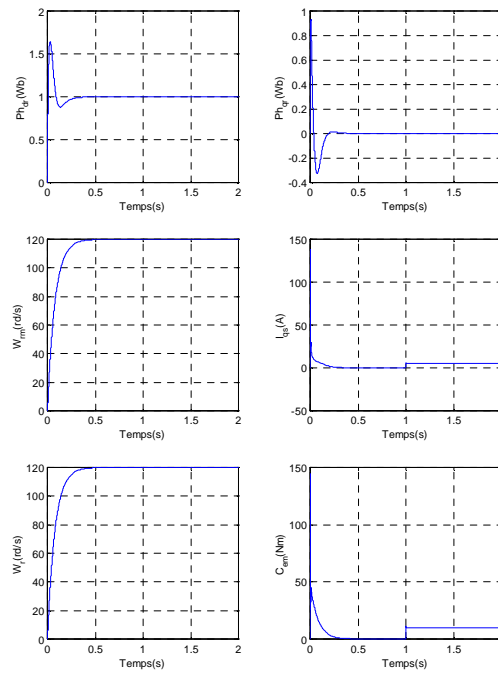 2
1.5
1
0.5
0
Ph_dr (Wb)
0 0.5 1 1.5 2
Temps(s)
1
0.8
0.6
0.4
0.2
0
-0.2
-0.4
Ph_qr (Wb)
0 0.5 1 1.5
Temps(s)
120
100
80
60
40
20
0
W_rm (rd/s)
0 0.5 1 1.5 2
Temps(s)
150
100
50
0
-50
I_qs (A)
0 0.5 1 1.5
Temps(s)
120
100
80
60
40
20
0
W_r (rd/s)
0 0.5 1 1.5 2
Temps(s)
150
100
50
0
C_em (Nm)
0 0.5 1 1.5
Temps(s)